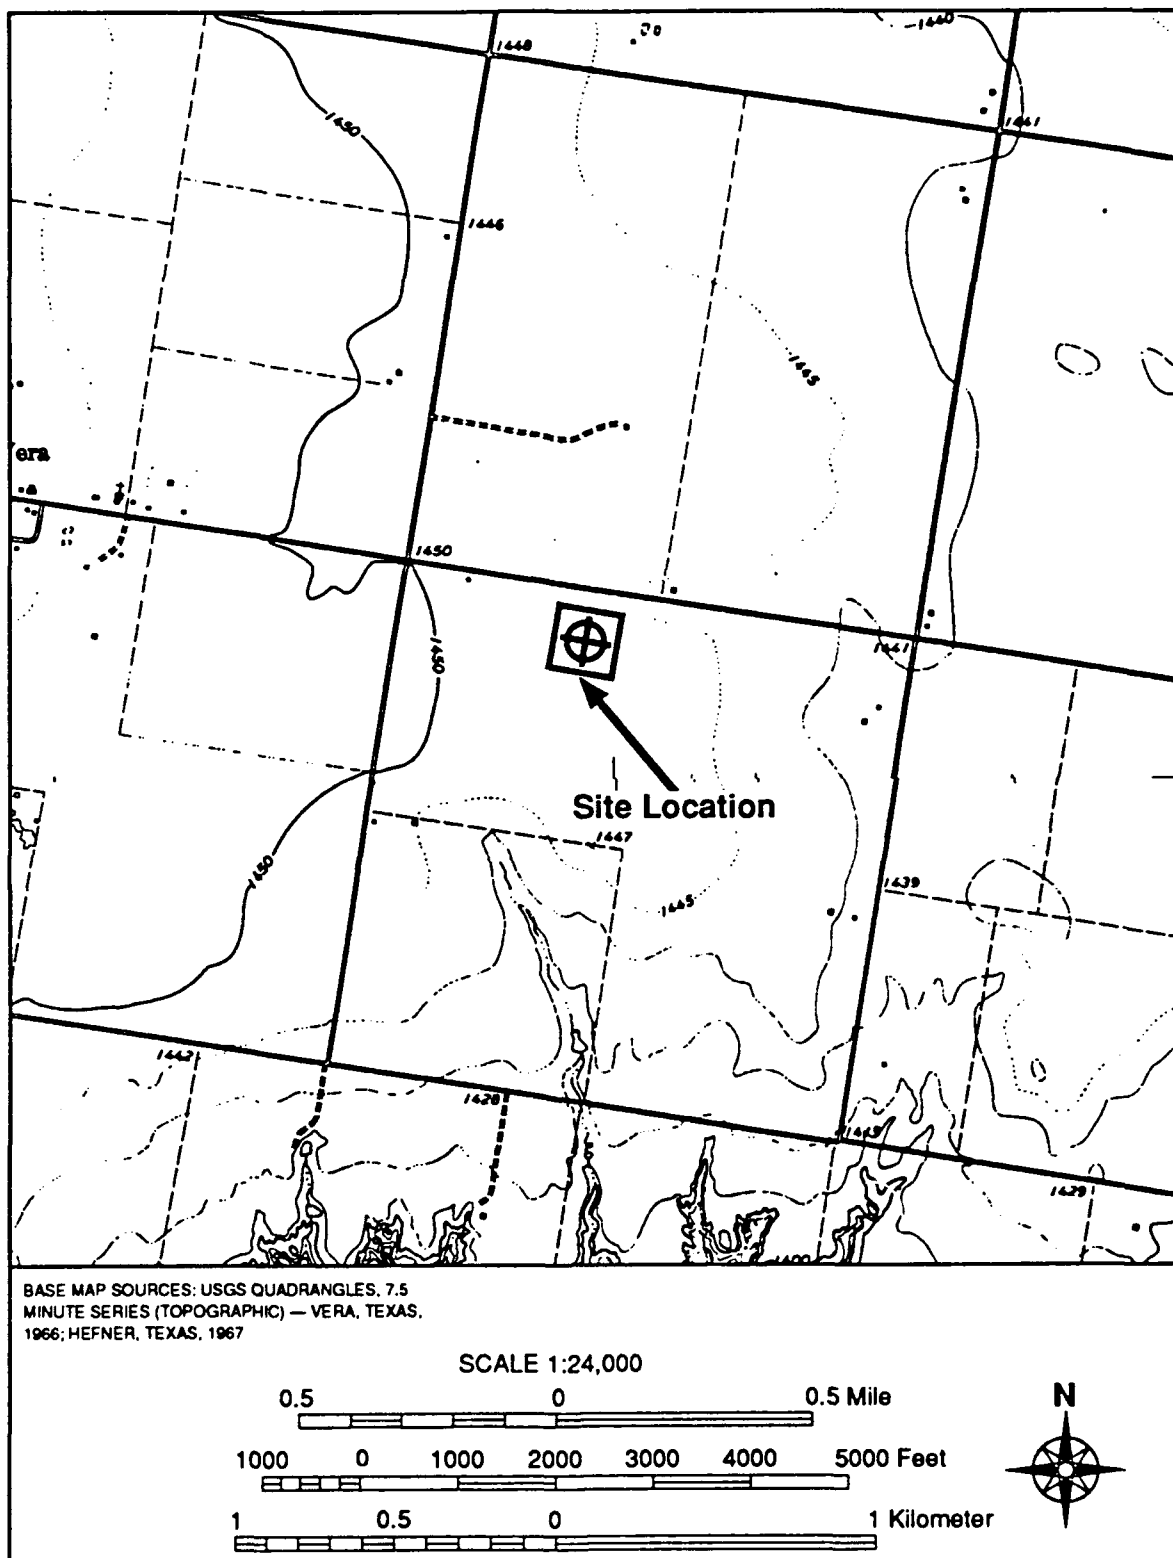 1440
1448
1441
1450
1446
1445
era
1450
1441
1450
Site Location
1447
1450
1445
1439
1442
1428
1429
BASE MAP SOURCES: USGS QUADRANGLES, 7.5
MINUTE SERIES (TOPOGRAPHIC) — VERA, TEXAS,
1966; HEFNER, TEXAS, 1967
SCALE 1:24,000
0.5 0 0.5 Mile
N
1000 0 1000 2000 3000 4000 5000 Feet
1 0.5 0 1 Kilometer